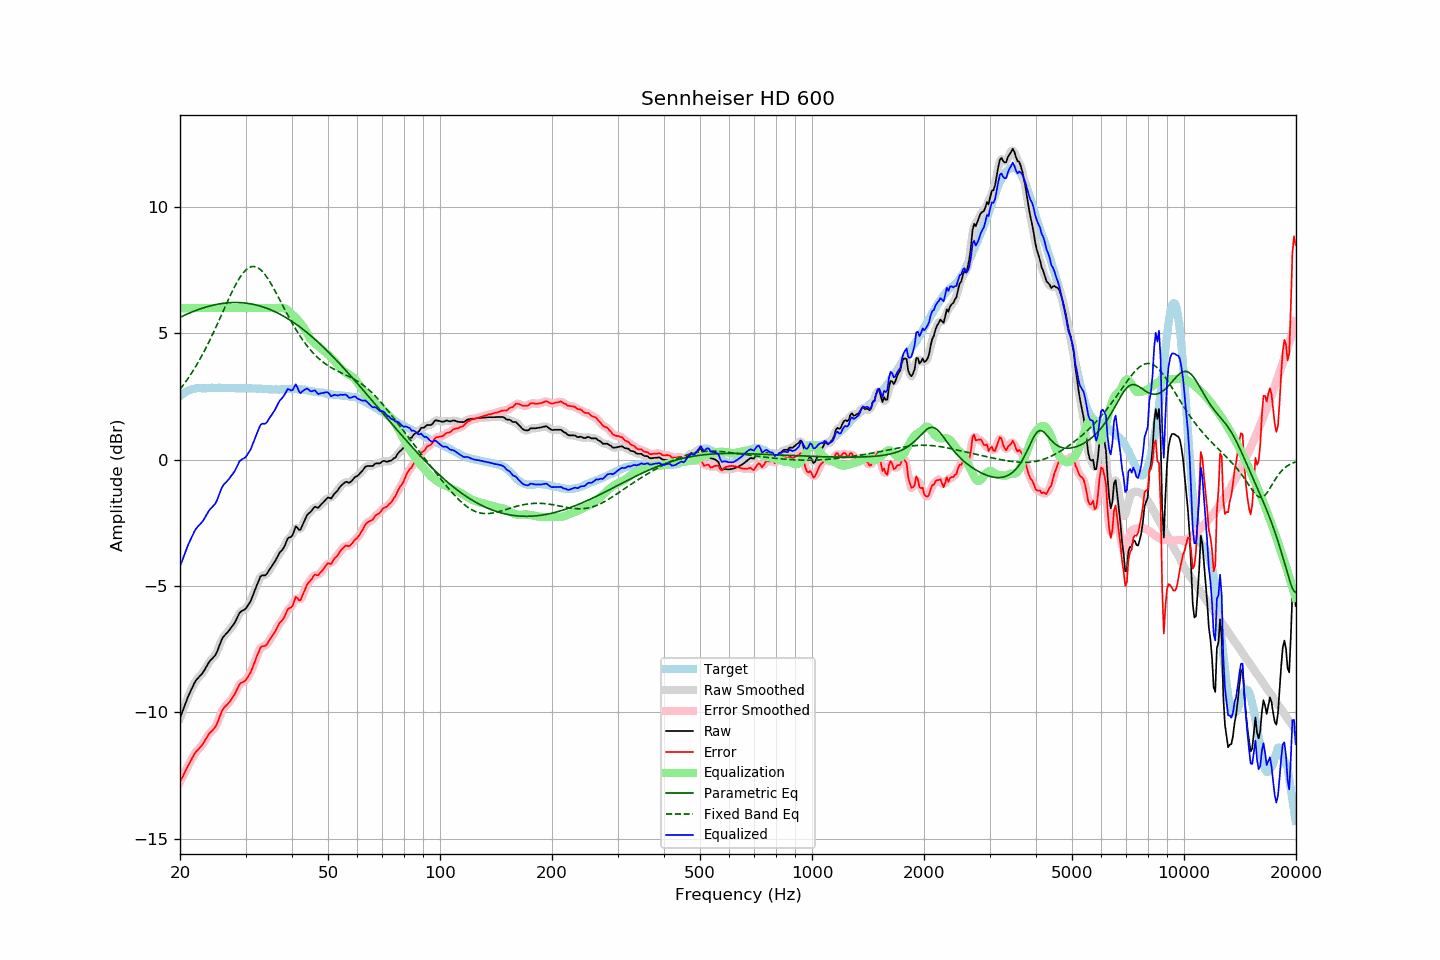 Sennheiser HD 600
Amplitude (dBr)
10
5
0
−5
−10
−15
Target
Raw Smoothed
Error Smoothed
Raw
Error
Equalization
Parametric Eq
Fixed Band Eq
Equalized
20 50 100 200 500 1000 2000 5000 10000 20000
Frequency (Hz)